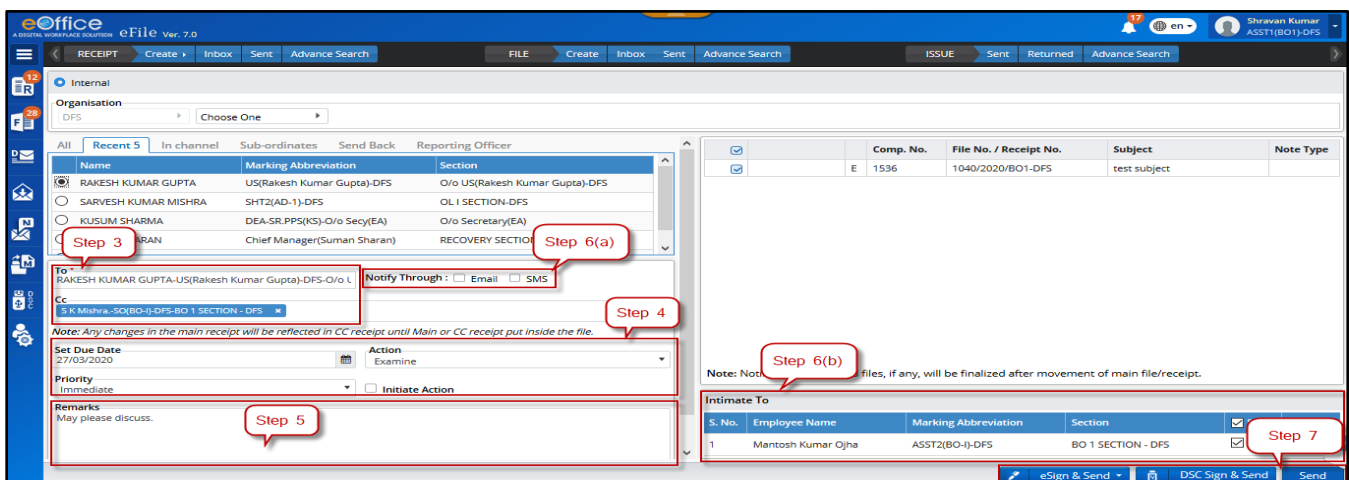 eOffice
A DIGITAL WORKPLACE SOLUTION eFile Ver. 7.0
17 en Shravan Kumar
ASST1(BO1)-DFS
RECEIPT Create Inbox Sent Advance Search FILE Create Inbox Sent Advance Search ISSUE Sent Returned Advance Search
12
28
Internal
Organisation
DFS Choose One
All Recent 5 In channel Sub-ordinates Send Back Reporting Officer
Name Marking Abbreviation Section
RAKESH KUMAR GUPTA US(Rakesh Kumar Gupta)-DFS O/o US(Rakesh Kumar Gupta)-DFS
SARVESH KUMAR MISHRA SHT2(AD-1)-DFS OL I SECTION-DFS
KUSUM SHARMA DEA-SR.PPS(KS)-O/o Secy(EA) O/o Secretary(EA)
Chief Manager(Suman Sharan) RECOVERY SECTION
Step 3
Step 6(a)
To *
RAKESH KUMAR GUPTA-US(Rakesh Kumar Gupta)-DFS-O/o U
Notify Through : Email SMS
Cc
S K Mishra.-SO(BO-I)-DFS-BO 1 SECTION - DFS ×
Step 4
Note: Any changes in the main receipt will be reflected in CC receipt until Main or CC receipt put inside the file.
Set Due Date Action
27/03/2020 Examine
Priority
Immediate Initiate Action
Remarks
May please discuss.
Step 5
Comp. No. File No. / Receipt No. Subject Note Type
E 1536 1040/2020/BO1-DFS test subject
Step 6(b)
Note: files, if any, will be finalized after movement of main file/receipt.
Intimate To
S. No. Employee Name Marking Abbreviation Section
1 Mantosh Kumar Ojha ASST2(BO-I)-DFS BO 1 SECTION - DFS
Step 7
eSign & Send DSC Sign & Send Send
DSC